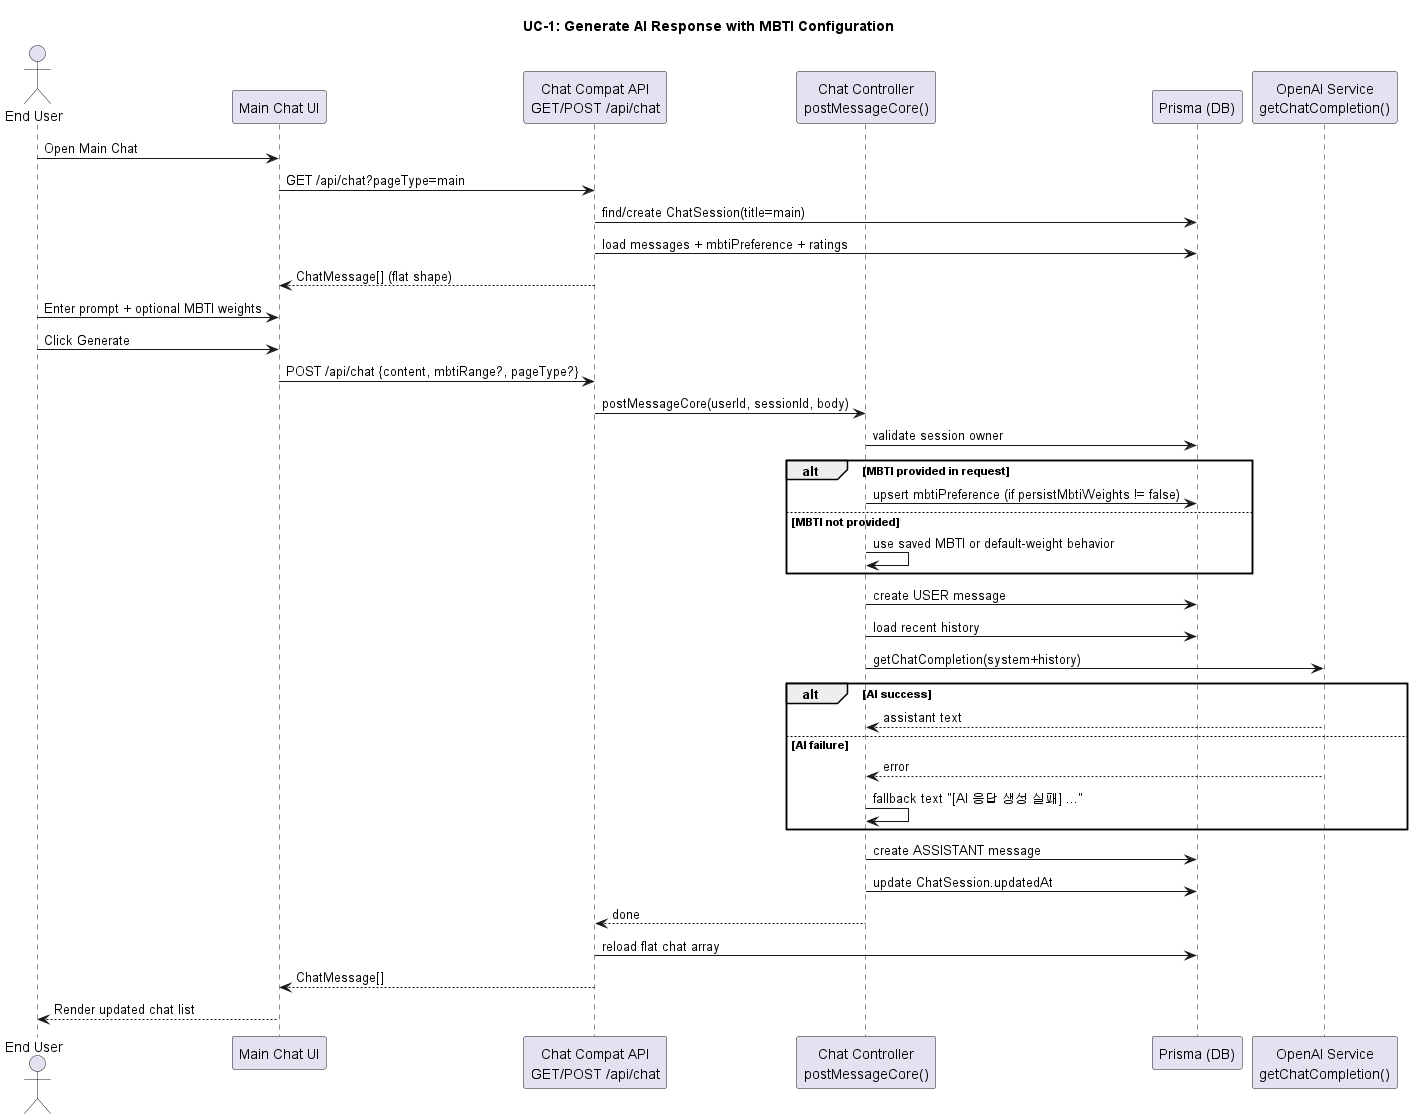 UC-1: Generate AI Response with MBTI Configuration
End User
Main Chat UI
Chat Compat API
GET/POST /api/chat
Chat Controller
postMessageCore()
Prisma (DB)
OpenAI Service
getChatCompletion()
Open Main Chat
GET /api/chat?pageType=main
find/create ChatSession(title=main)
load messages + mbtiPreference + ratings
ChatMessage[] (flat shape)
Enter prompt + optional MBTI weights
Click Generate
POST /api/chat {content, mbtiRange?, pageType?}
postMessageCore(userId, sessionId, body)
validate session owner
alt [MBTI provided in request]
upsert mbtiPreference (if persistMbtiWeights != false)
[MBTI not provided]
use saved MBTI or default-weight behavior
create USER message
load recent history
getChatCompletion(system+history)
alt [AI success]
assistant text
[AI failure]
error
fallback text "[AI 응답 생성 실패] ..."
create ASSISTANT message
update ChatSession.updatedAt
done
reload flat chat array
ChatMessage[]
Render updated chat list
End User
Main Chat UI
Chat Compat API
GET/POST /api/chat
Chat Controller
postMessageCore()
Prisma (DB)
OpenAI Service
getChatCompletion()